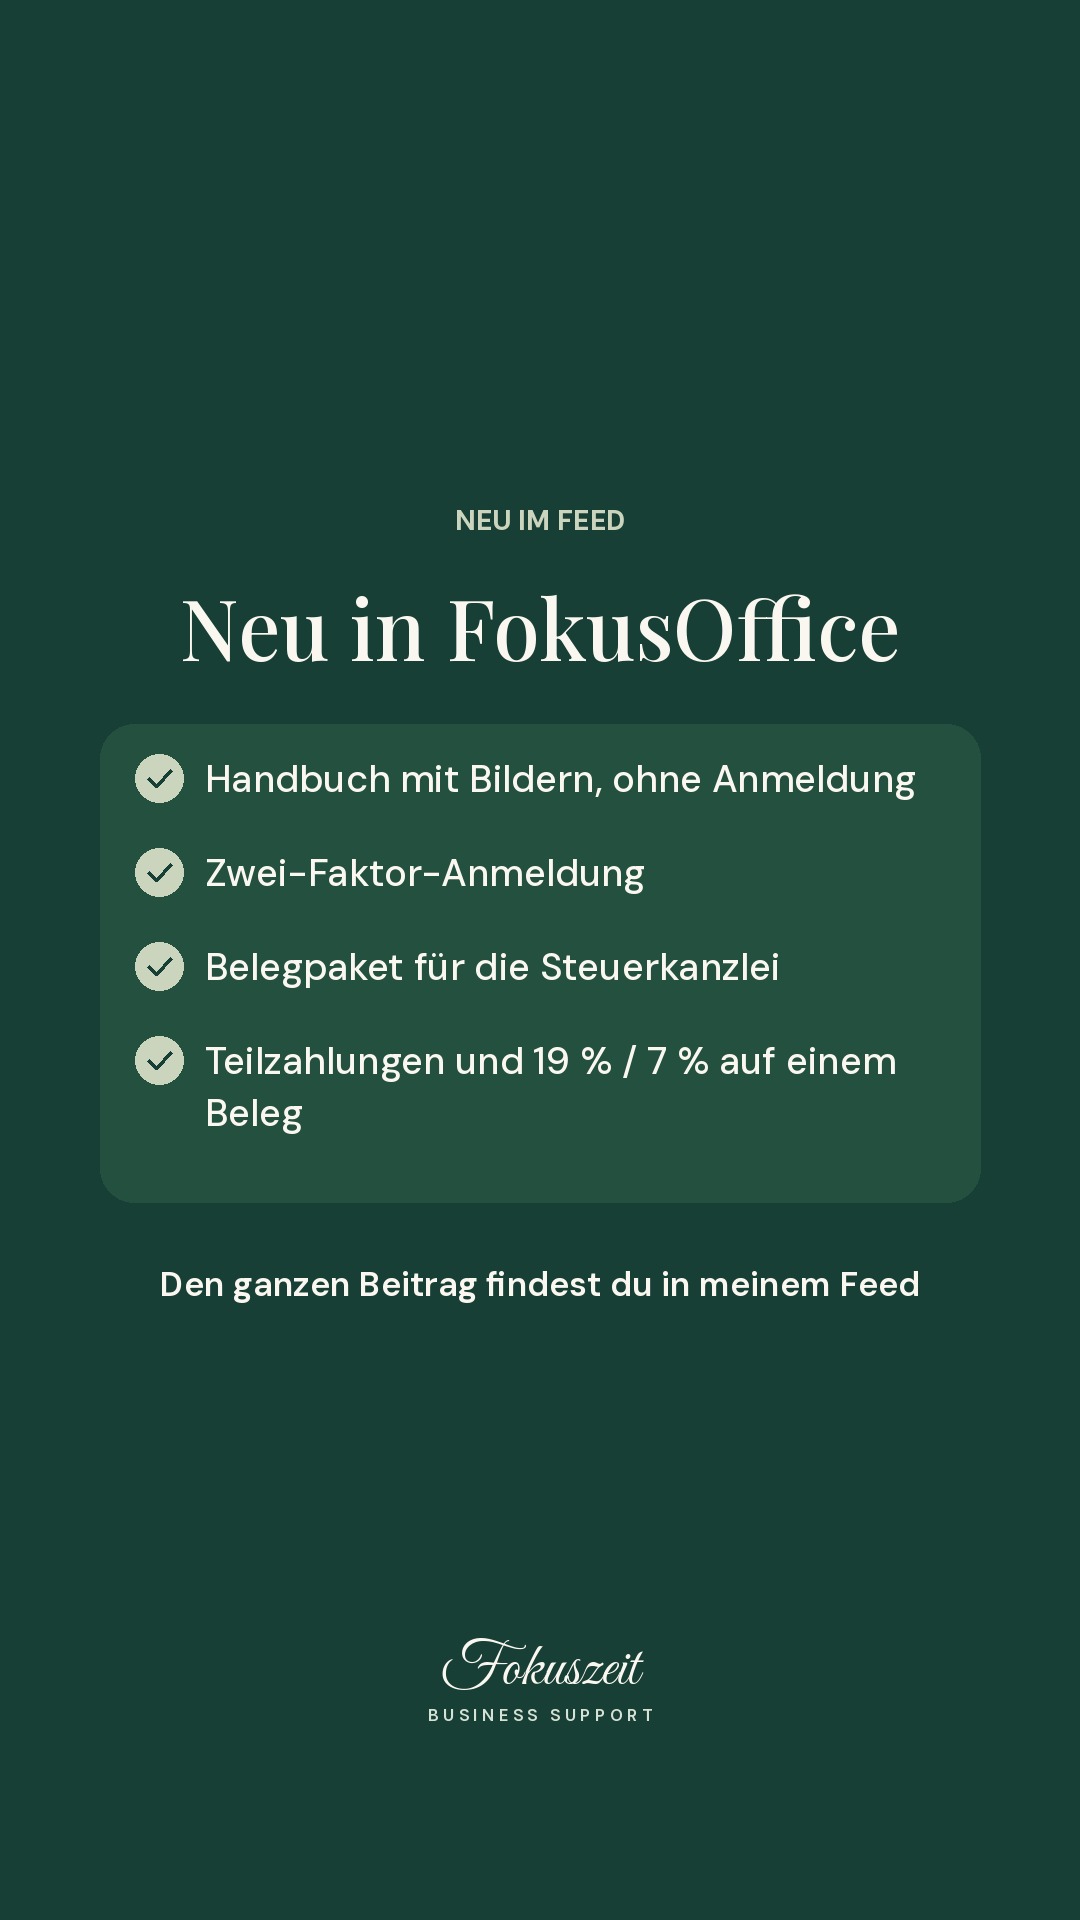 NEU IM FEED
Neu in FokusOffice
Handbuch mit Bildern, ohne Anmeldung
Zwei-Faktor-Anmeldung
Belegpaket für die Steuerkanzlei
Teilzahlungen und 19 % / 7 % auf einem
Beleg
Den ganzen Beitrag findest du in meinem Feed
Fokuszeit
BUSINESS SUPPORT